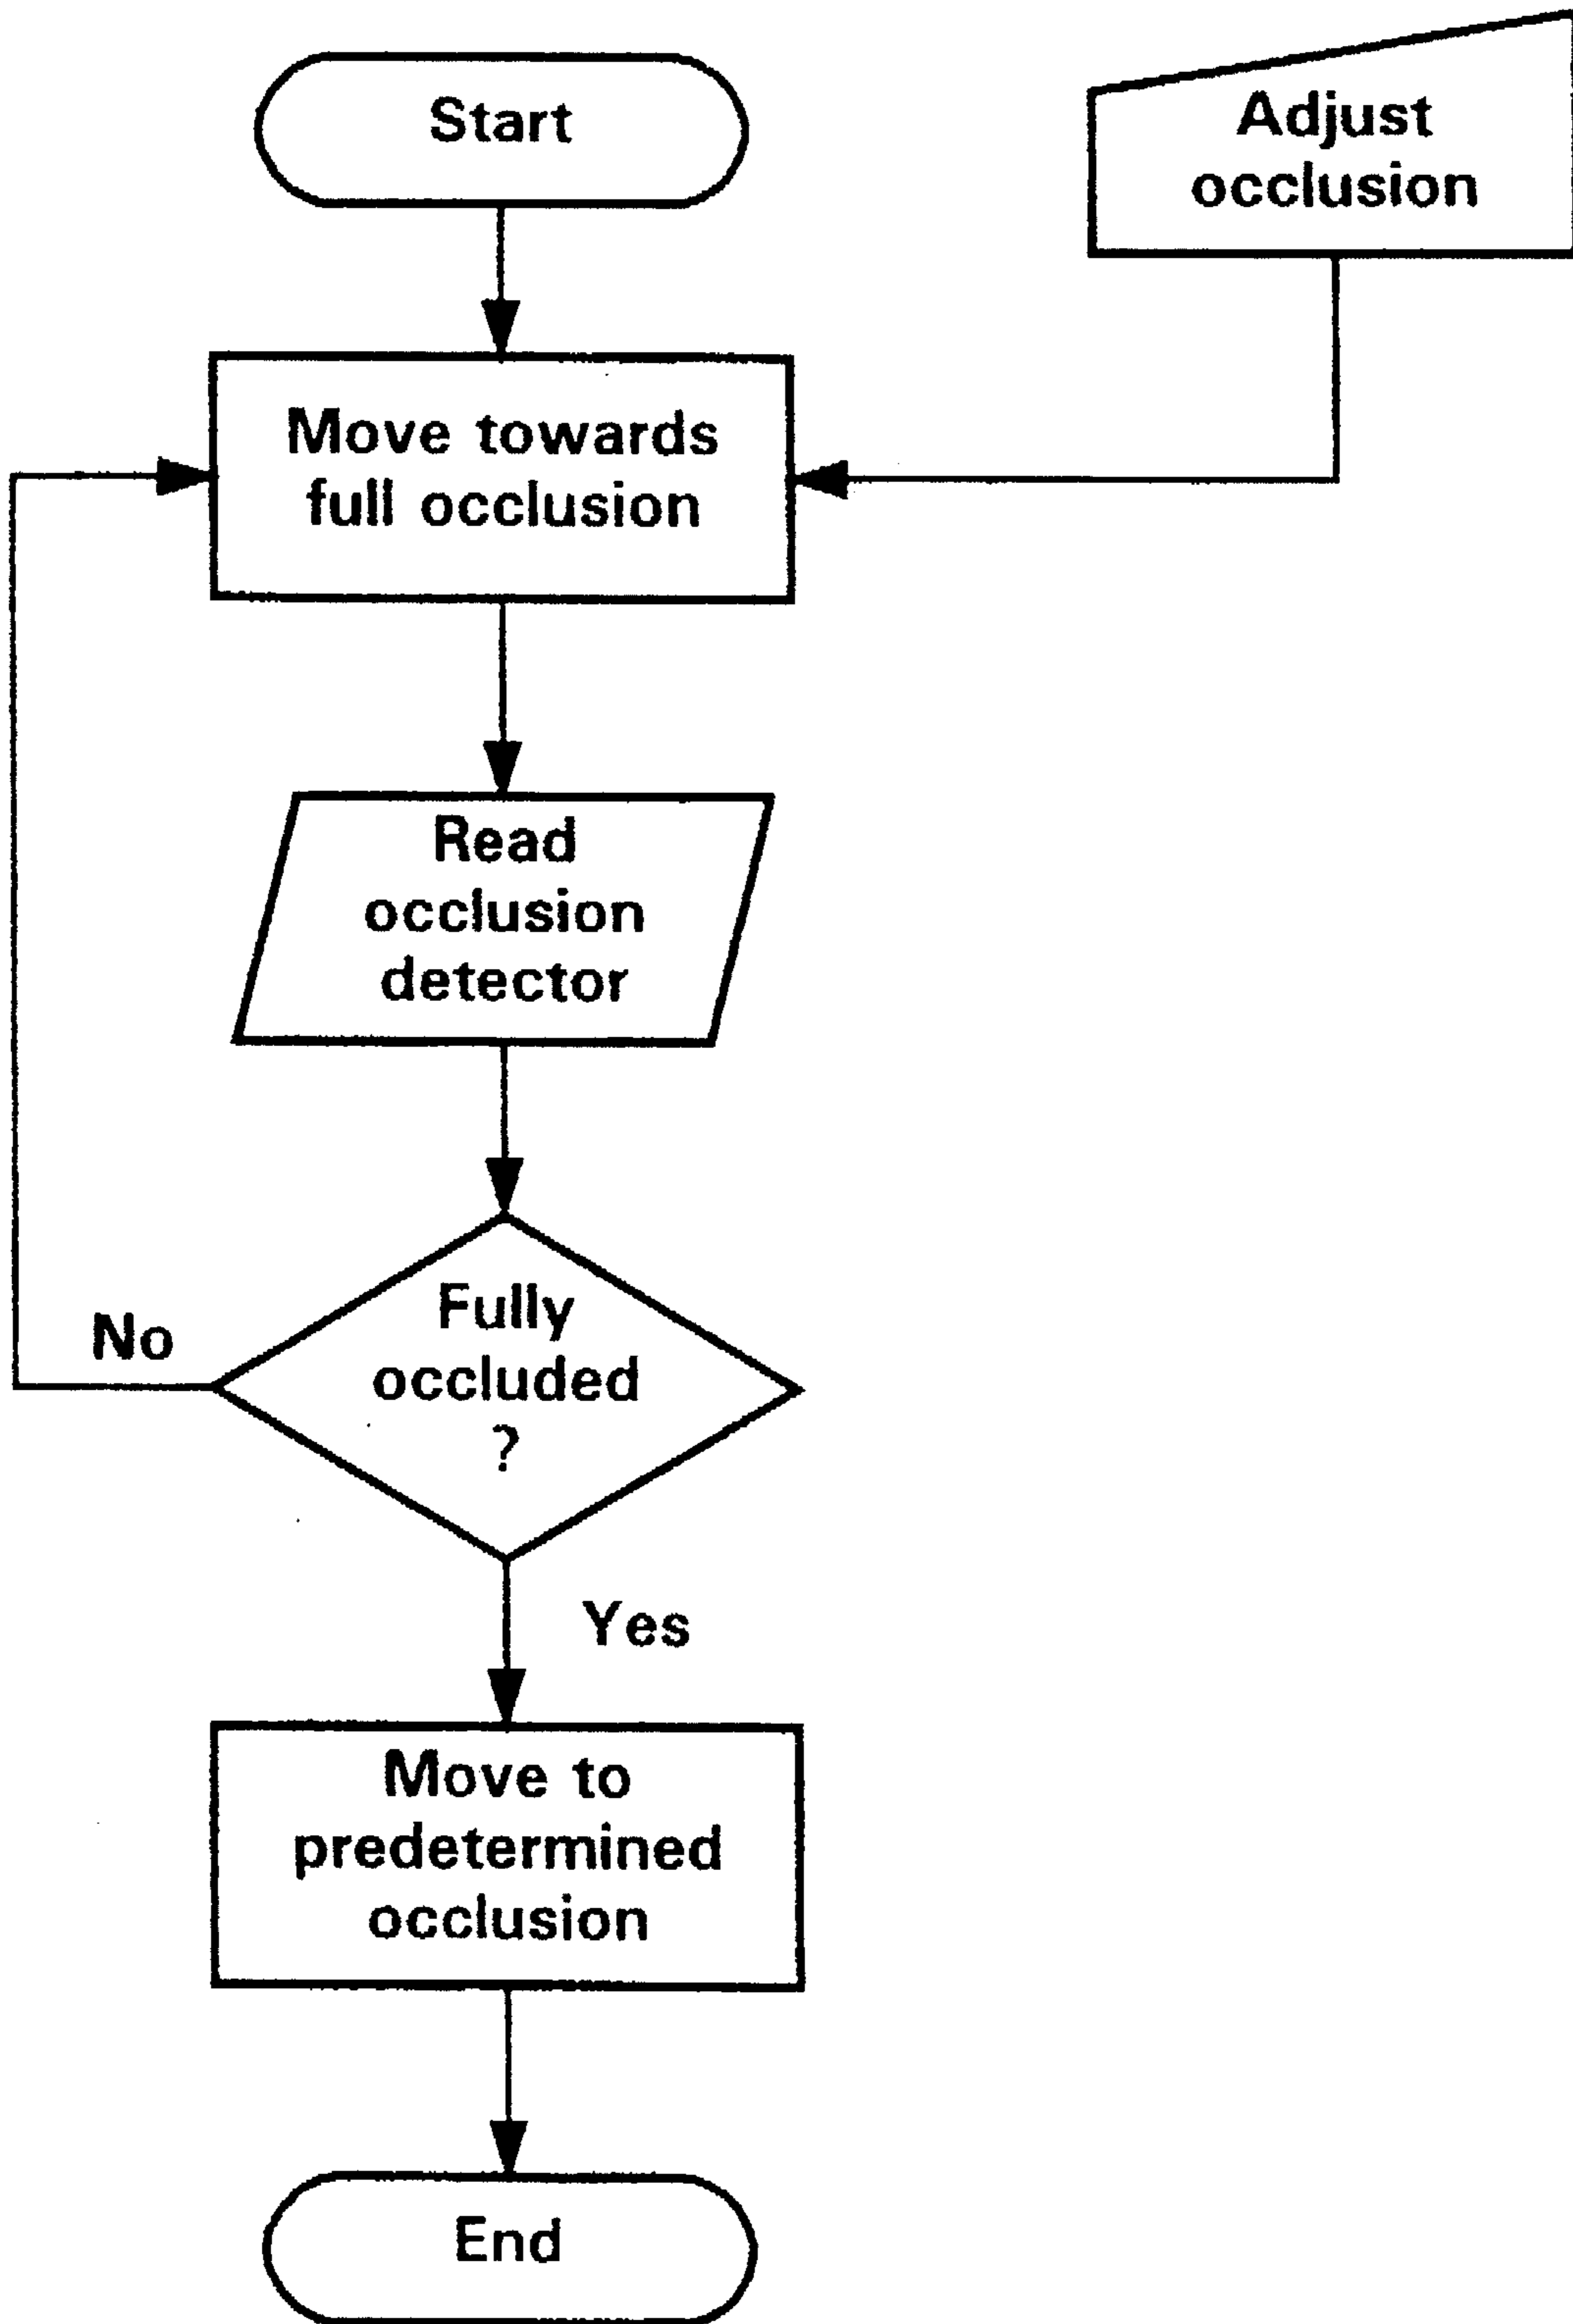 Start
Adjust
occlusion
Move towards
full occlusion
Read
occlusion
detector
Fully
occluded
?
No
Yes
Move to
predetermined
occlusion
End